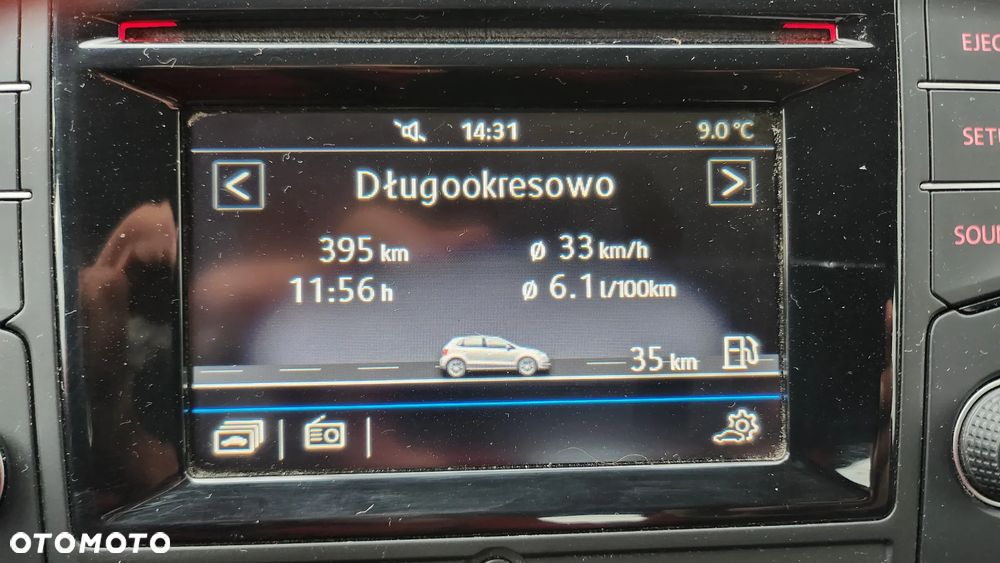 EJEC
14:31 9.0 °C
SETU
< Długookresowo >
395 km ø 33 km/h
SOUN
11:56 h ø 6.1 l/100km
35 km
OTOMOTO